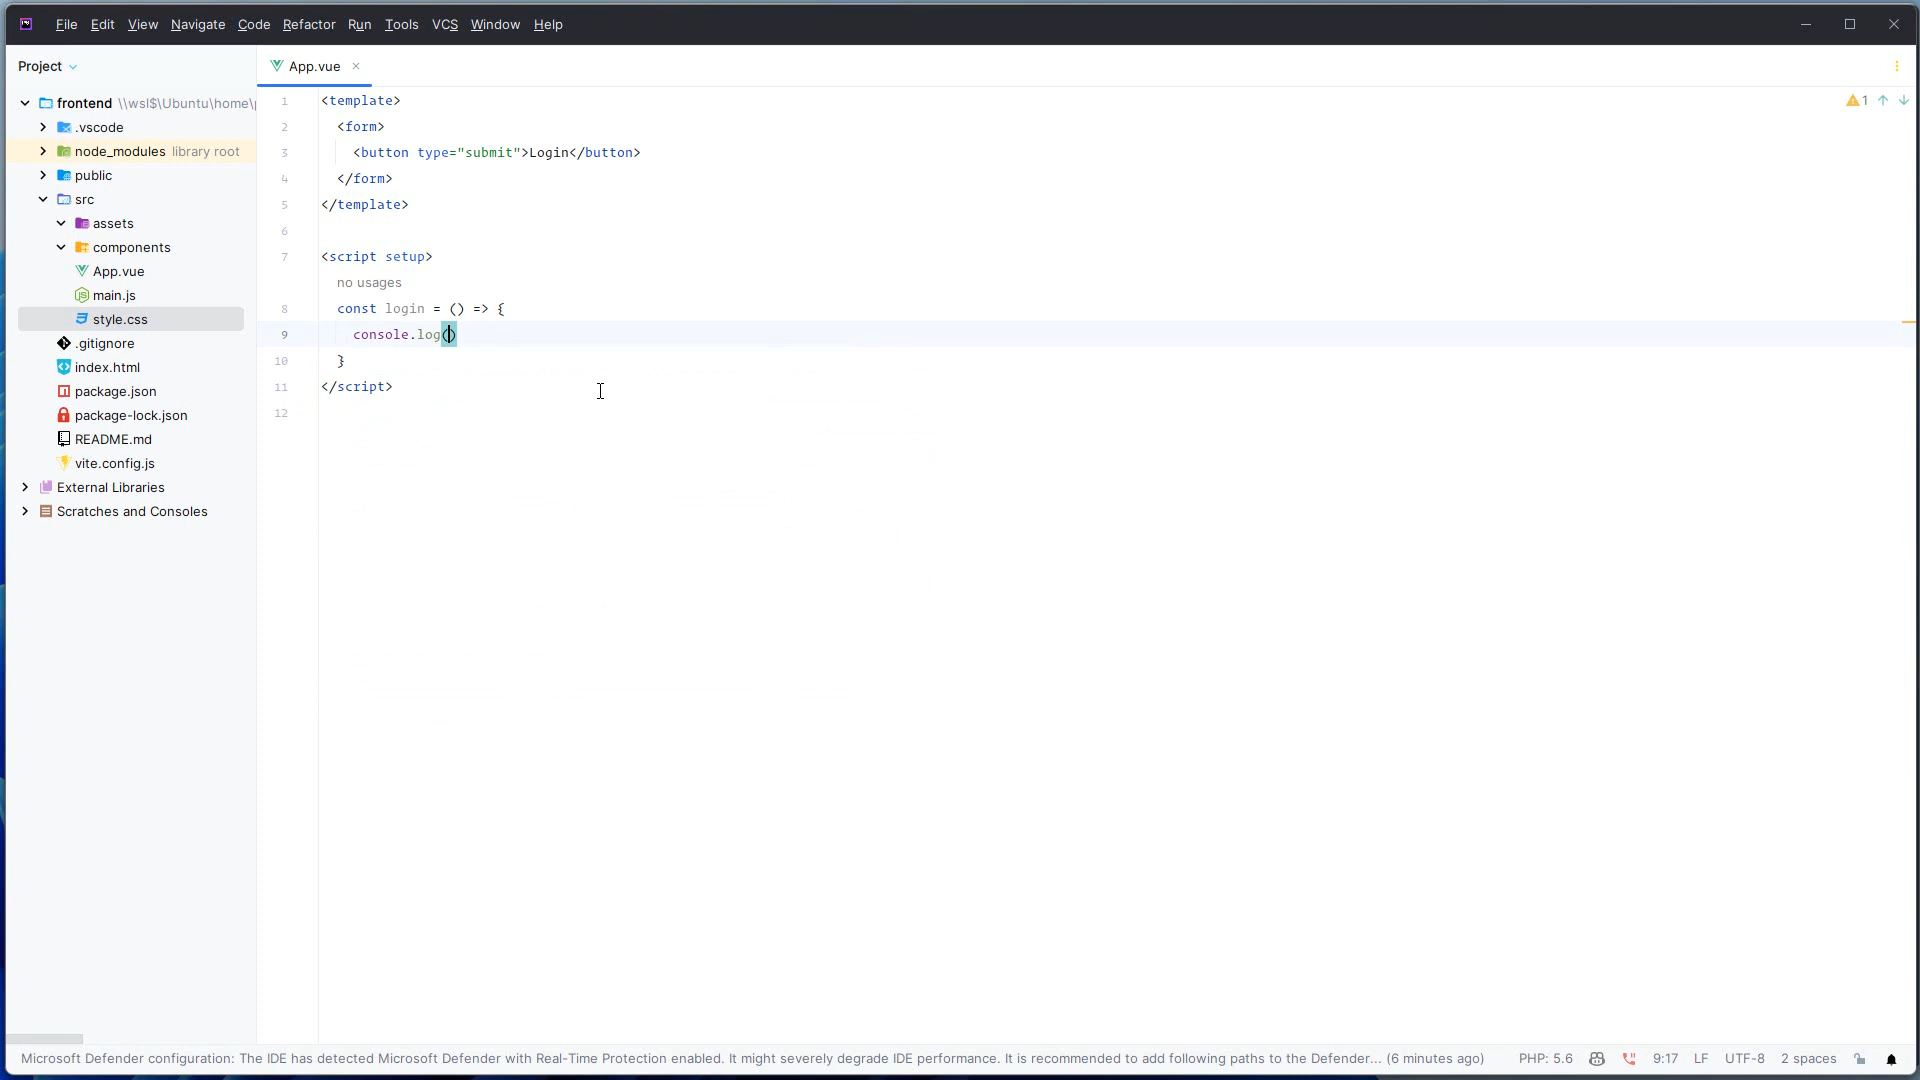 File Edit View Navigate Code Refactor Run Tools VCS Window Help
Project
App.vue
frontend \\wsl$\Ubuntu\home\
.vscode
node_modules library root
public
src
assets
components
App.vue
main.js
style.css
.gitignore
index.html
package.json
package-lock.json
README.md
vite.config.js
External Libraries
Scratches and Consoles
1 <template>
2 <form>
3 <button type="submit">Login</button>
4 </form>
5 </template>
6
7 <script setup>
no usages
8 const login = () => {
9 console.log()
10 }
11 </script>
12
1
Microsoft Defender configuration: The IDE has detected Microsoft Defender with Real-Time Protection enabled. It might severely degrade IDE performance. It is recommended to add following paths to the Defender... (6 minutes ago) PHP: 5.6 9:17 LF UTF-8 2 spaces